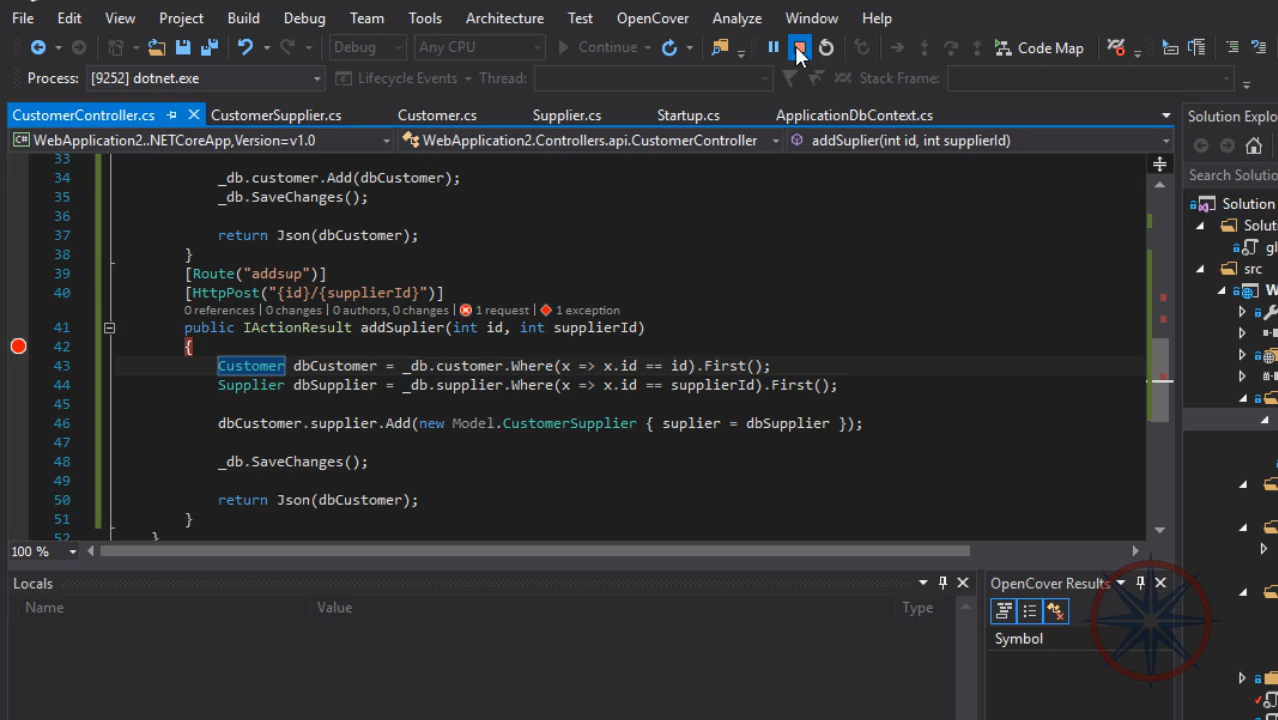 File Edit View Project Build Debug Team Tools Architecture Test OpenCover Analyze Window Help
Debug Any CPU Continue Code Map
Process: [9252] dotnet.exe Lifecycle Events Thread: Stack Frame:
CustomerController.cs CustomerSupplier.cs Customer.cs Supplier.cs Startup.cs ApplicationDbContext.cs
Solution Explo
C# WebApplication2..NETCoreApp,Version=v1.0 WebApplication2.Controllers.api.CustomerController addSuplier(int id, int supplierId)
Search Solutio
33
34 _db.customer.Add(dbCustomer);
35 _db.SaveChanges();
36
37 return Json(dbCustomer);
38 }
39 [Route("addsup")]
40 [HttpPost("{id}/{supplierId}")]
0 references | 0 changes | 0 authors, 0 changes | 1 request | 1 exception
41 public IActionResult addSuplier(int id, int supplierId)
42 {
43 Customer dbCustomer = _db.customer.Where(x => x.id == id).First();
44 Supplier dbSupplier = _db.supplier.Where(x => x.id == supplierId).First();
45
46 dbCustomer.supplier.Add(new Model.CustomerSupplier { suplier = dbSupplier });
47
48 _db.SaveChanges();
49
50 return Json(dbCustomer);
51 }
52 }
Solution
Solut
gl
src
W
100 %
Locals
Name Value Type
OpenCover Results
Symbol